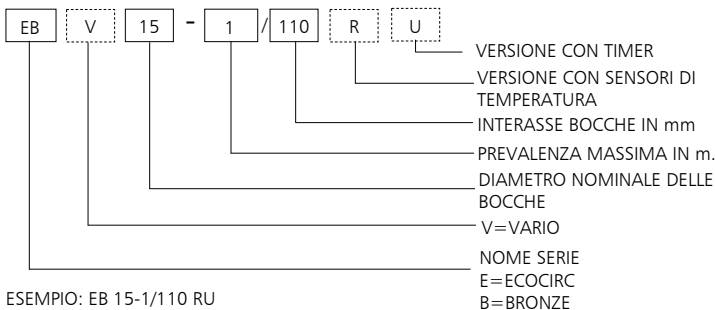 EB V 15 - 1 / 110 R U
VERSIONE CON TIMER
VERSIONE CON SENSORI DI
TEMPERATURA
INTERASSE BOCCHE IN mm
PREVALENZA MASSIMA IN m.
DIAMETRO NOMINALE DELLE
BOCCHE
V=VARIO
NOME SERIE
E=ECOCIRC
B=BRONZE
ESEMPIO: EB 15-1/110 RU